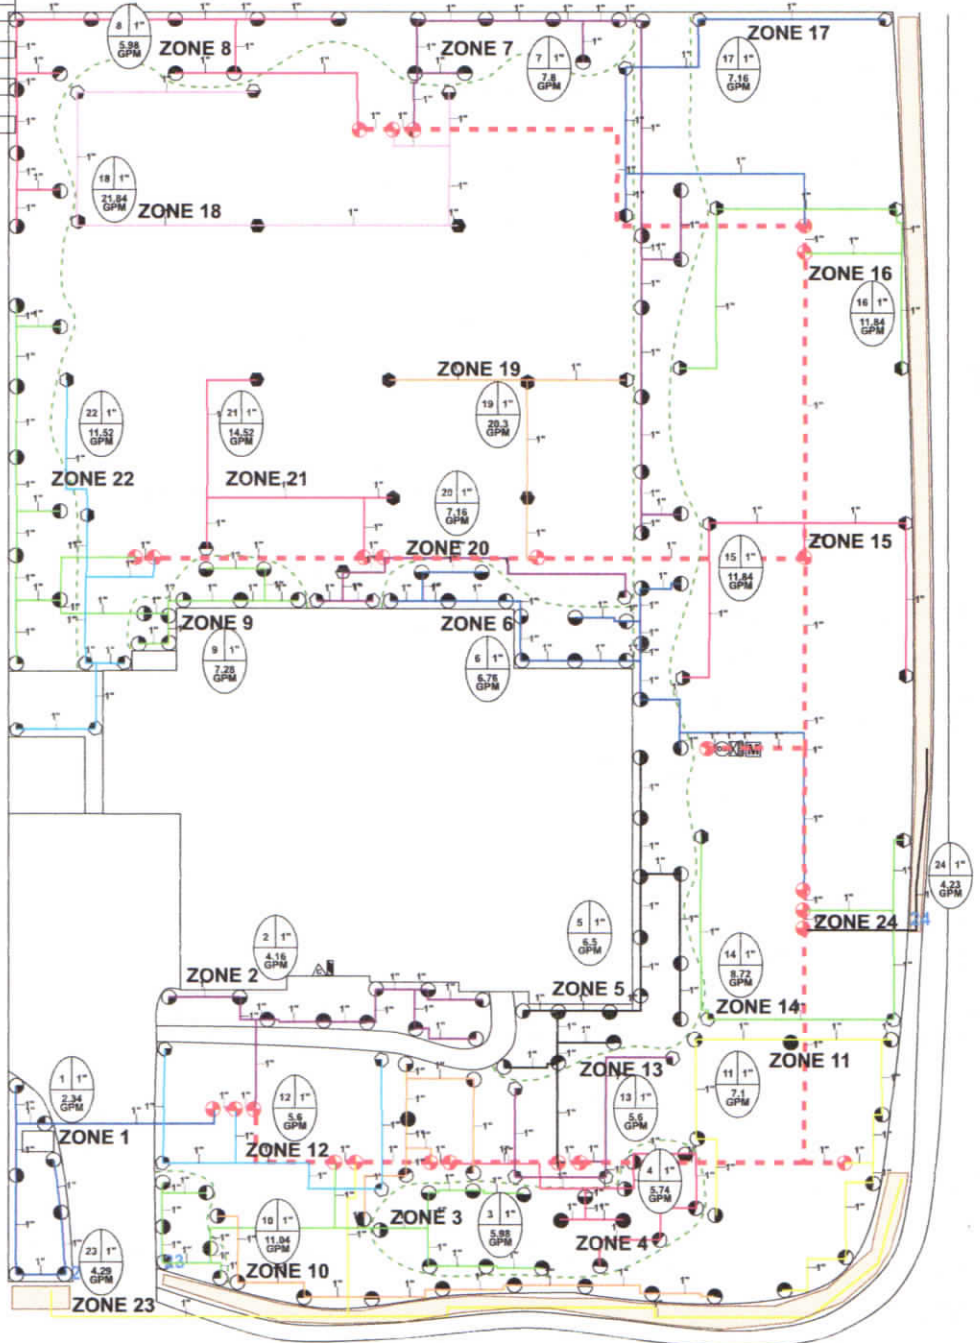 8 1"
5.98
GPM
ZONE 8
ZONE 7
7 1"
7.8
GPM
ZONE 17
17 1"
7.16
GPM
18 1"
21.84
GPM
ZONE 18
ZONE 16
16 1"
11.84
GPM
ZONE 19
19 1"
20.3
GPM
22 1"
11.52
GPM
21 1"
14.52
GPM
ZONE 22
ZONE 21
20 1"
7.16
GPM
ZONE 20
ZONE 15
15 1"
11.84
GPM
ZONE 9
9 1"
7.28
GPM
ZONE 6
6 1"
6.76
GPM
M
24 1"
4.23
GPM
ZONE 24
24
2 1"
4.16
GPM
5 1"
6.5
GPM
14 1"
8.72
GPM
ZONE 2
ZONE 5
ZONE 14
ZONE 11
11 1"
7.1
GPM
ZONE 13
13 1"
5.6
GPM
1 1"
2.34
GPM
ZONE 1
12 1"
5.6
GPM
ZONE 12
4 1"
5.74
GPM
ZONE 3
3 1"
5.98
GPM
ZONE 4
10 1"
11.04
GPM
ZONE 10
23 1"
4.29
GPM
2
23
ZONE 23